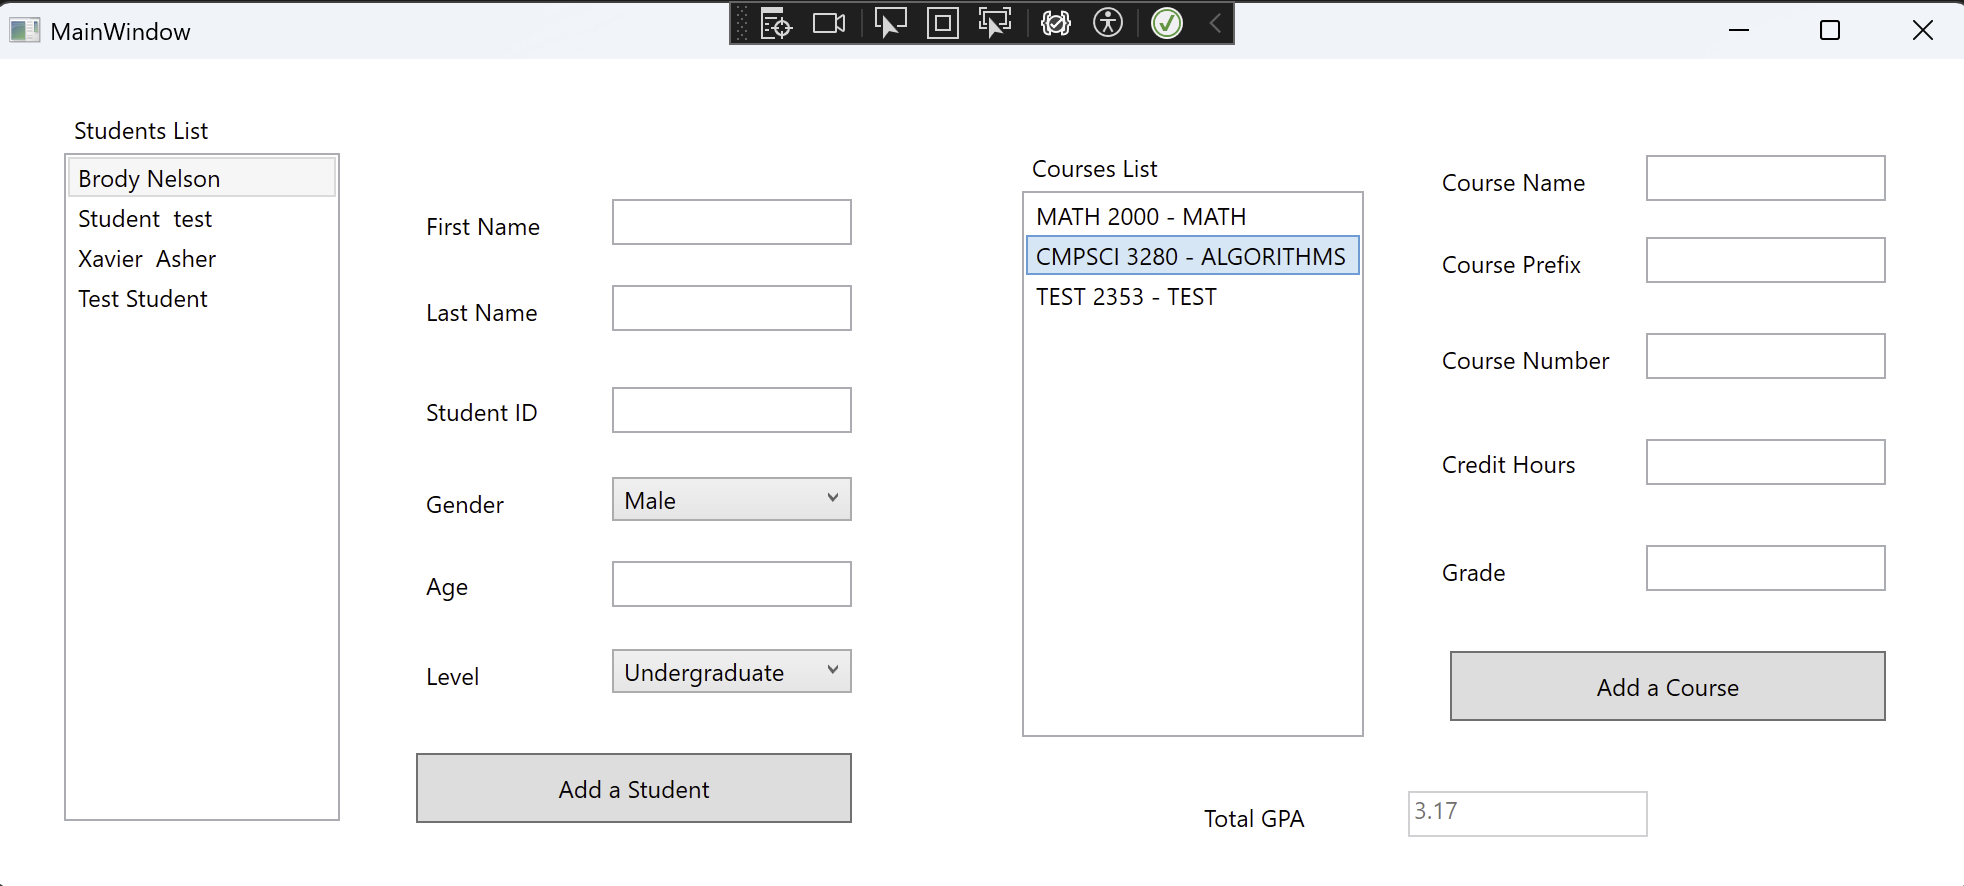 MainWindow
Students List
Brody Nelson
Student  test
Xavier  Asher
Test Student
First Name
Last Name
Student ID
Gender
Male
Age
Level
Undergraduate
Add a Student
Courses List
MATH 2000 - MATH
CMPSCI 3280 - ALGORITHMS
TEST 2353 - TEST
Course Name
Course Prefix
Course Number
Credit Hours
Grade
Add a Course
Total GPA
3.17